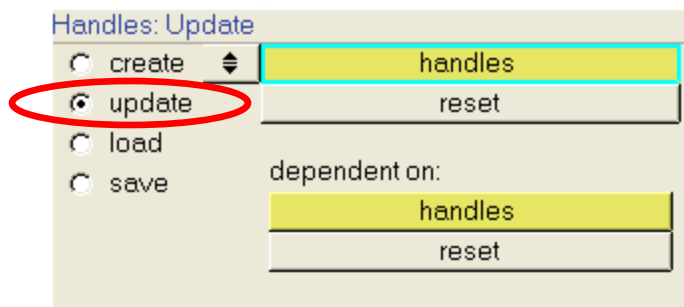 Handles: Update
create handles
update reset
load
save
dependent on:
handles
reset